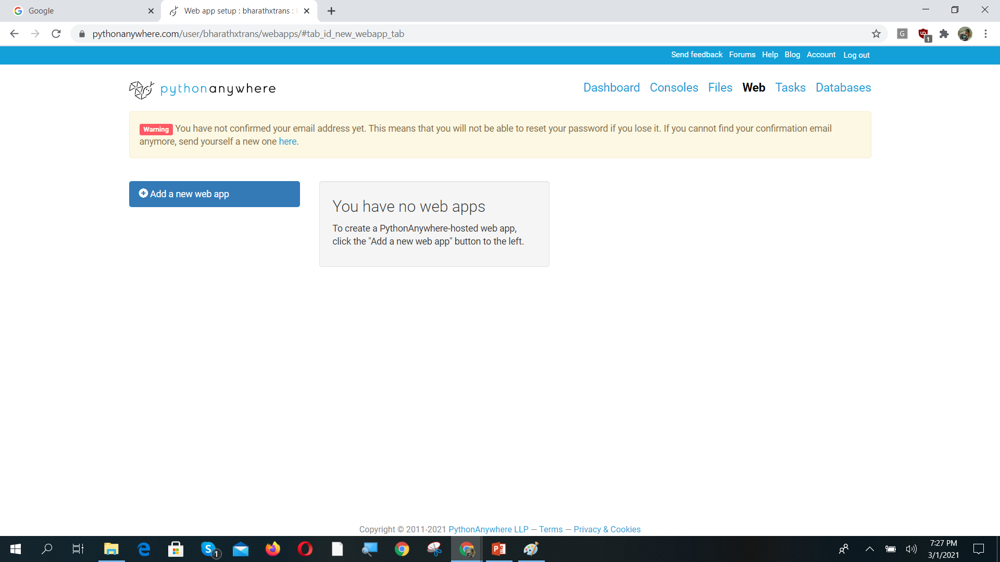 Google
Web app setup : bharathxtrans :
pythonanywhere.com/user/bharathxtrans/webapps/#tab_id_new_webapp_tab
G
1
Send feedback Forums Help Blog Account Log out
pythonanywhere
Dashboard Consoles Files Web Tasks Databases
Warning You have not confirmed your email address yet. This means that you will not be able to reset your password if you lose it. If you cannot find your confirmation email
anymore, send yourself a new one here.
Add a new web app
You have no web apps
To create a PythonAnywhere-hosted web app,
click the "Add a new web app" button to the left.
Copyright © 2011-2021 PythonAnywhere LLP — Terms — Privacy & Cookies
7:27 PM
3/1/2021
1